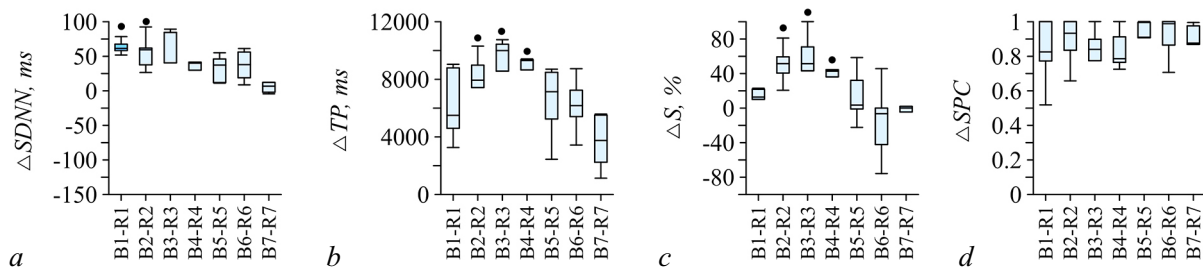 △SDNN, ms
100
50
0
-50
-100
-150
B1-R1
B2-R2
B3-R3
B4-R4
B5-R5
B6-R6
B7-R7
a
△TP, ms
12000
8000
4000
0
B1-R1
B2-R2
B3-R3
B4-R4
B5-R5
B6-R6
B7-R7
b
△S, %
80
40
0
-40
-80
B1-R1
B2-R2
B3-R3
B4-R4
B5-R5
B6-R6
B7-R7
c
△SPC
1
0.8
0.6
0.4
0.2
0
B1-R1
B2-R2
B3-R3
B4-R4
B5-R5
B6-R6
B7-R7
d